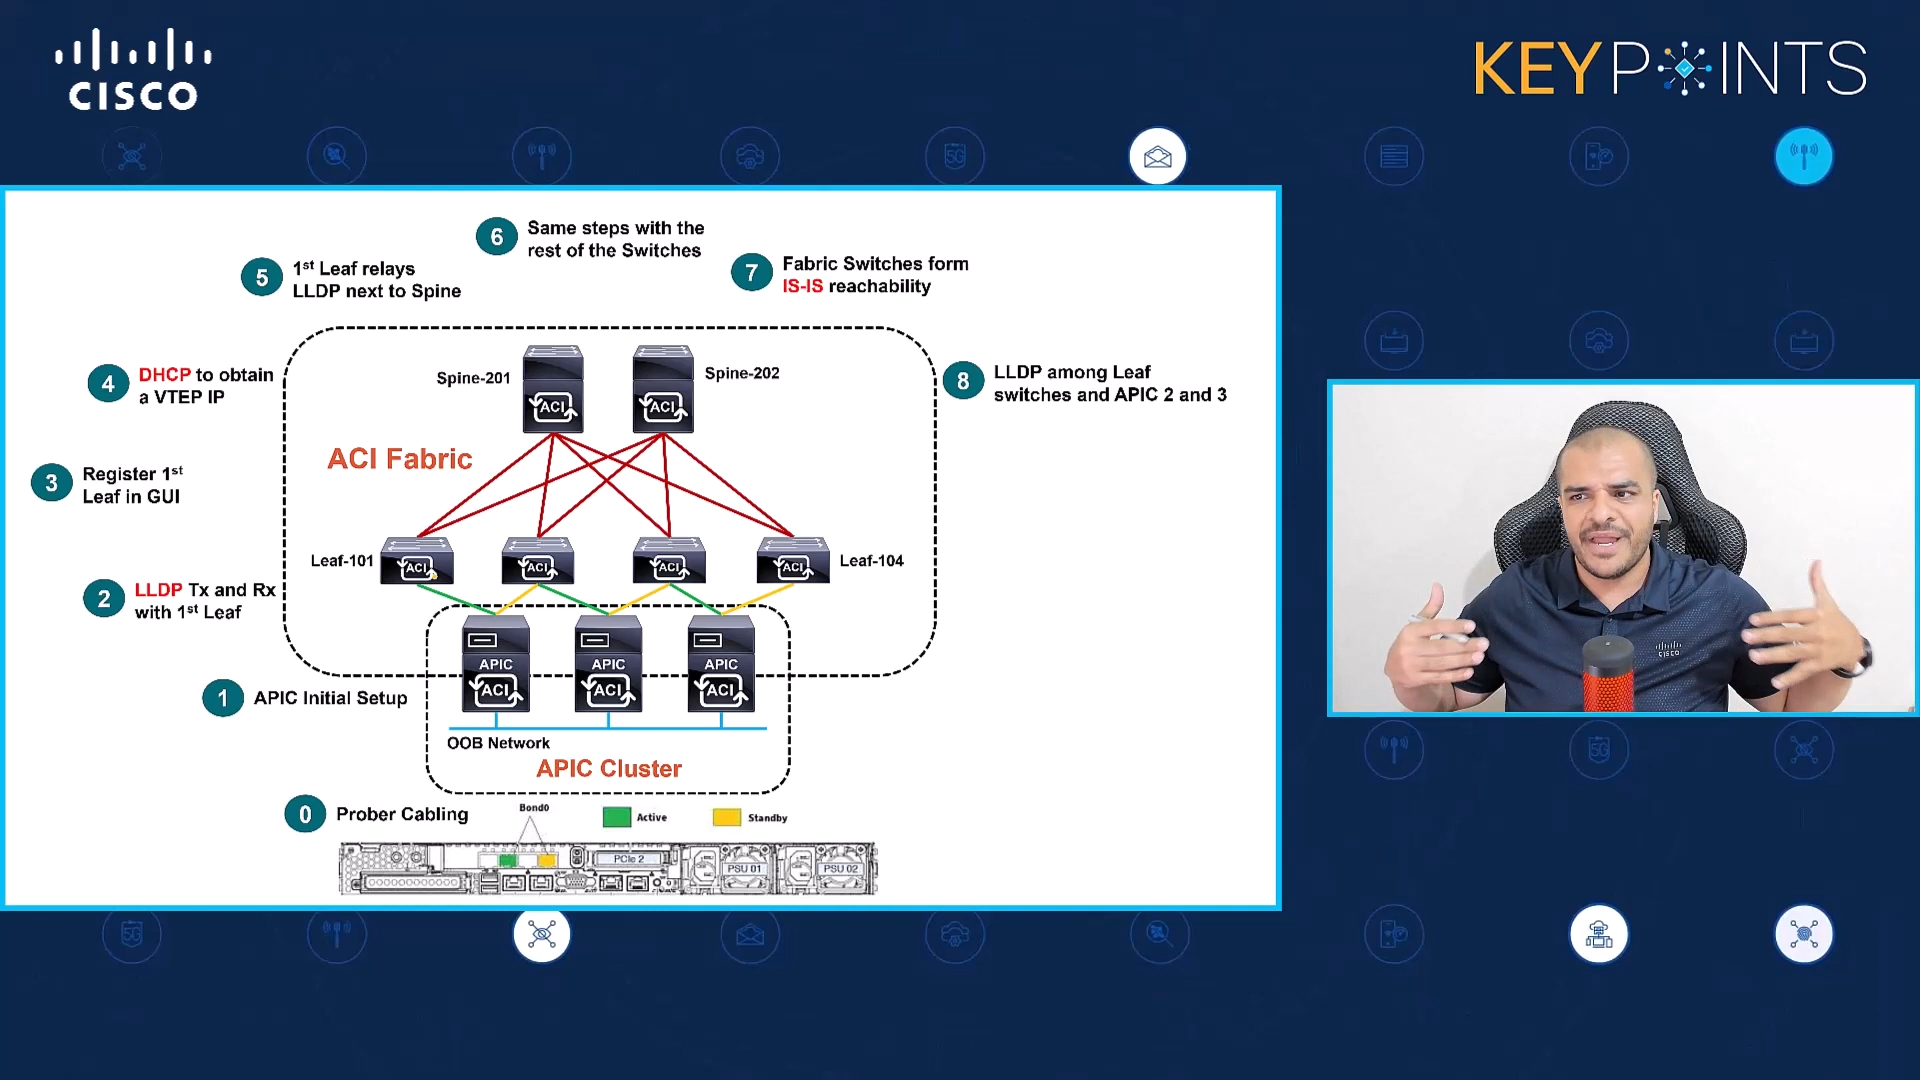 CISCO
KEYPOINTS
6
Same steps with the
rest of the Switches
5
1st Leaf relays
LLDP next to Spine
7
Fabric Switches form
IS-IS reachability
4
DHCP to obtain
a VTEP IP
Spine-201
Spine-202
ACI
ACI
8
LLDP among Leaf
switches and APIC 2 and 3
ACI Fabric
3
Register 1st
Leaf in GUI
Leaf-101
ACI
ACI
ACI
ACI
Leaf-104
2
LLDP Tx and Rx
with 1st Leaf
APIC
APIC
APIC
ACI
ACI
ACI
1
APIC Initial Setup
OOB Network
APIC Cluster
0
Prober Cabling
Bond0
Active
Standby
PCIe 2
PSU 01
PSU 02
CISCO
5G
5G
5G